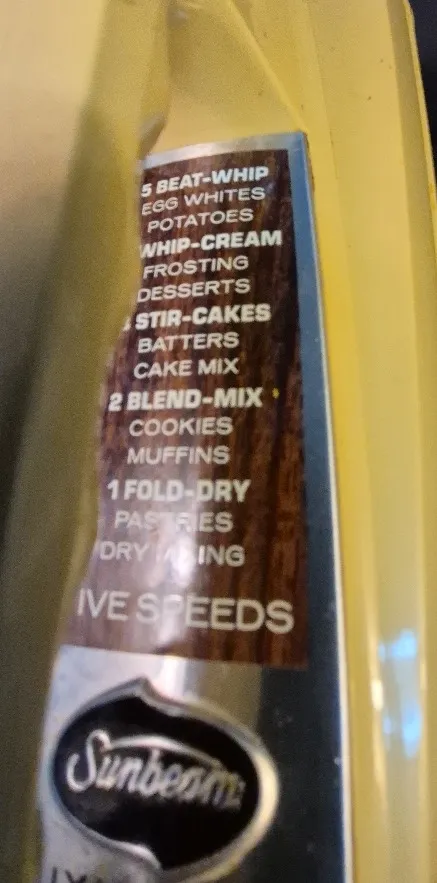 5 BEAT-WHIP
EGG WHITES
POTATOES
WHIP-CREAM
FROSTING
DESSERTS
STIR-CAKES
BATTERS
CAKE MIX
2 BLEND-MIX
COOKIES
MUFFINS
1 FOLD-DRY
PASTRIES
DRY MIXING
IVE SPEEDS
Sunbeam